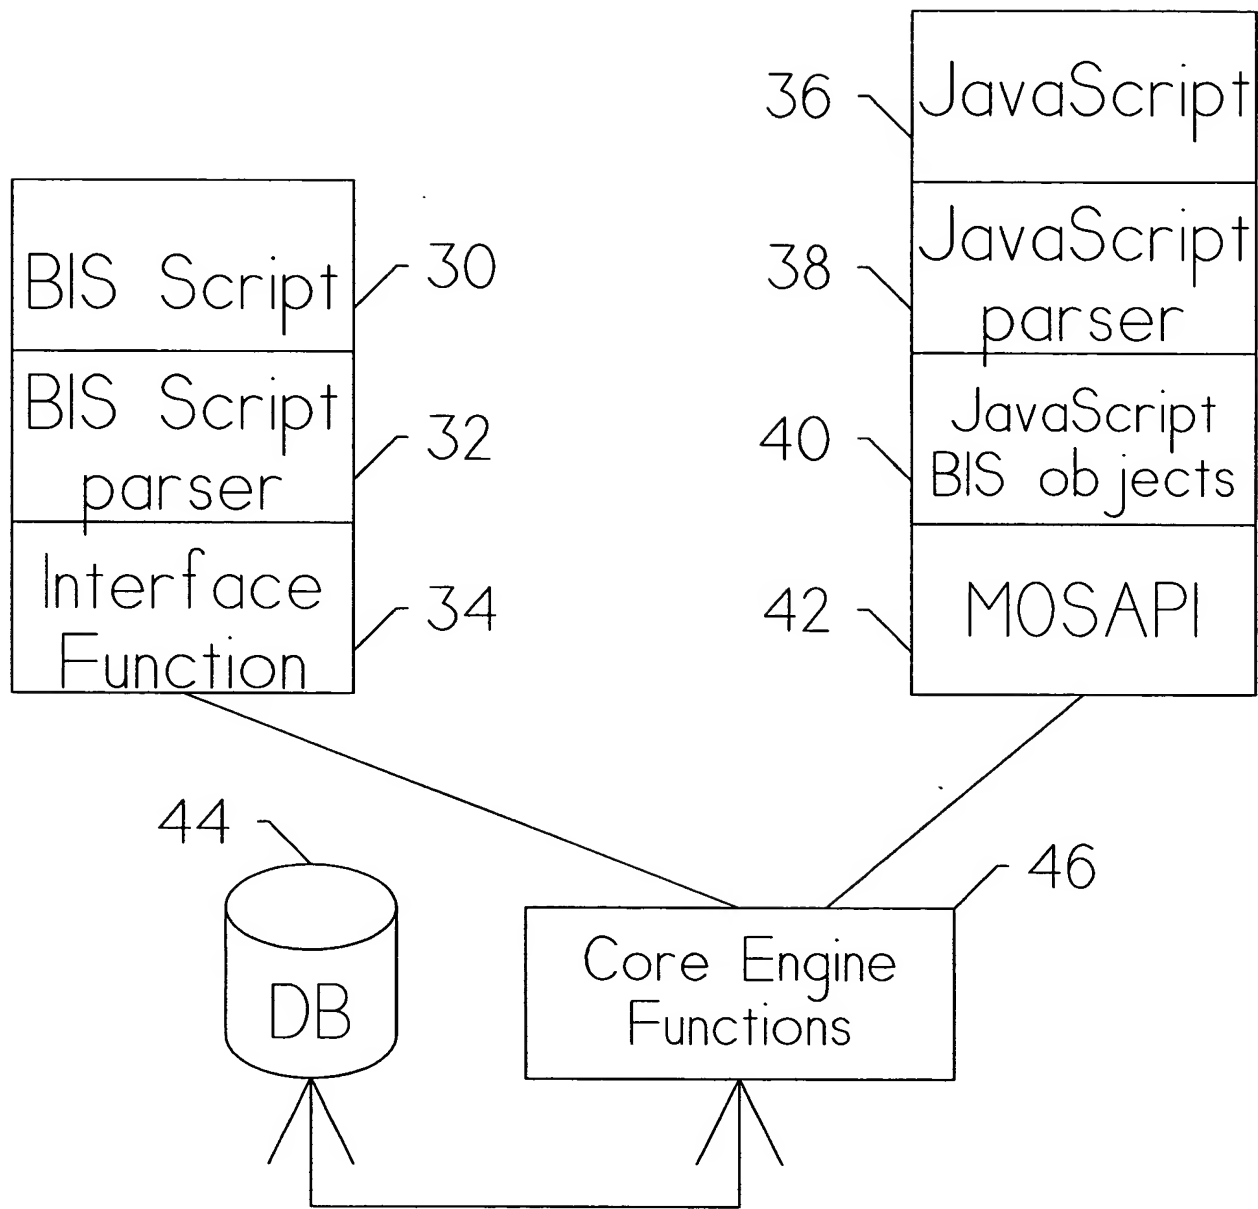 BIS Script
30
BIS Script
parser
32
Interface
Function
34
36
JavaScript
38
JavaScript
parser
40
JavaScript
BIS objects
42
MOSAPI
44
DB
46
Core Engine
Functions